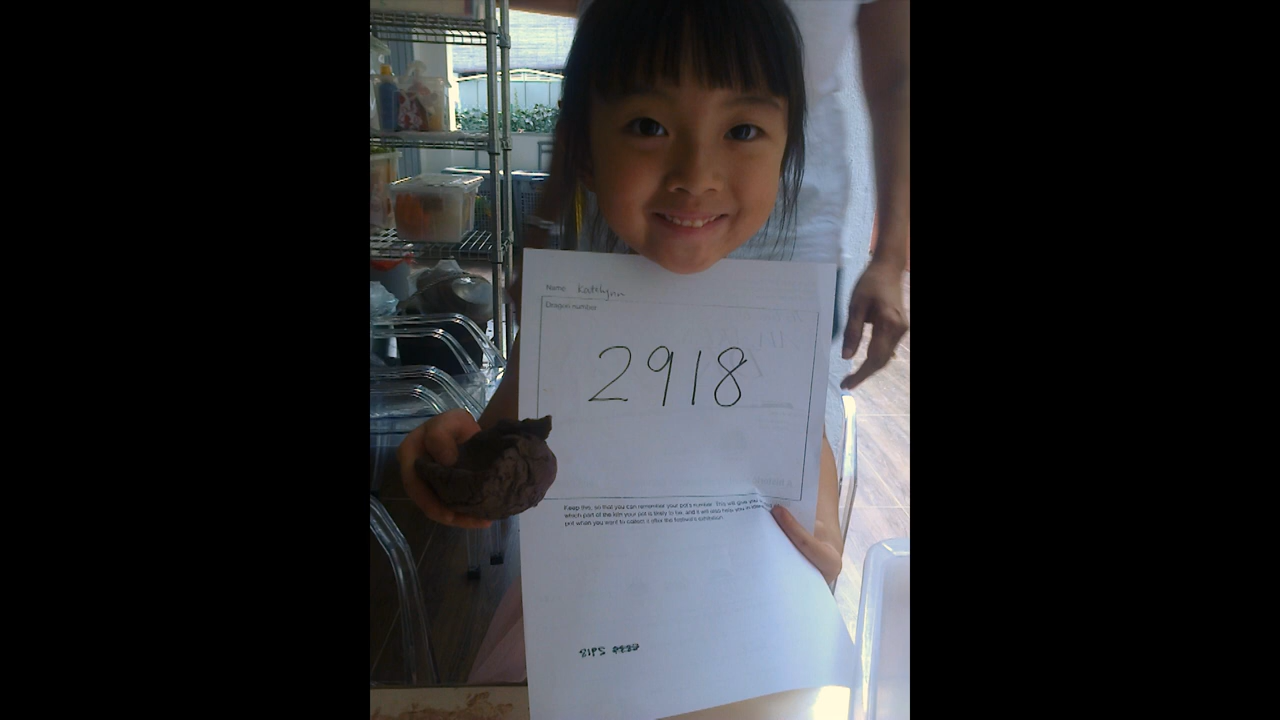 Name Katelynn
Dragon number
2918
Keep this, so that you can remember your pot's number. This will give you
which part of the kiln your pot is likely to be, and it will also help you to
pot when you want to collect it after the festival's exhibition.